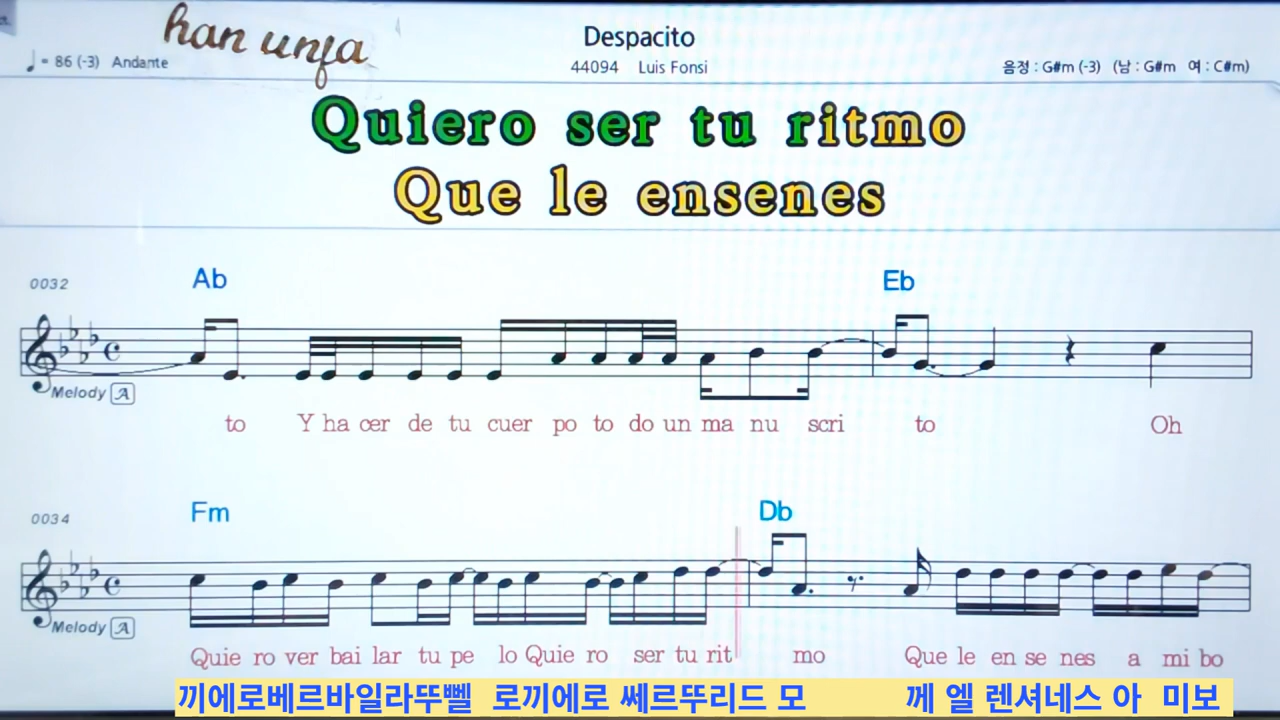 han unja
Despacito
♩ = 86 (-3) Andante
44094 Luis Fonsi
음정 : G#m (-3) (남 : G#m 여 : C#m)
Quiero ser tu ritmo
Que le ensenes
0032
Ab Eb
Melody A
to Y ha cer de tu cuer po to do un ma nu scri to Oh
0034
Fm Db
Melody A
Quie ro ver bai lar tu pe lo Quie ro ser tu rit mo Que le en se nes a mi bo
끼에로베르바일라뚜뻴 로끼에로 쎄르뚜리드 모 께 엘 렌셔네스 아 미보